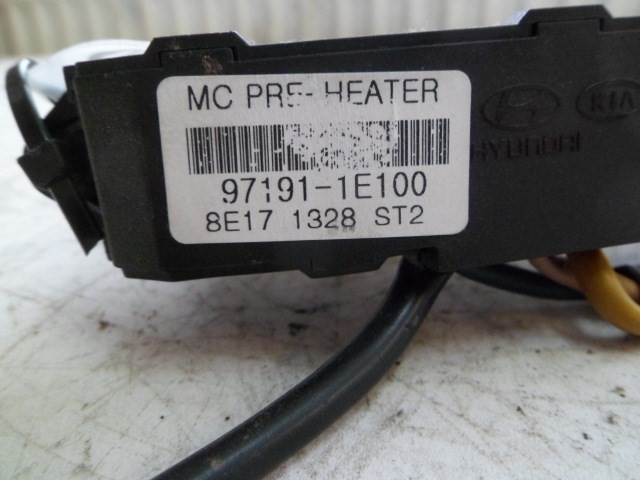 MC PRE-HEATER
97191-1E100
8E17 1328 ST2
HYUNDAI
KIA